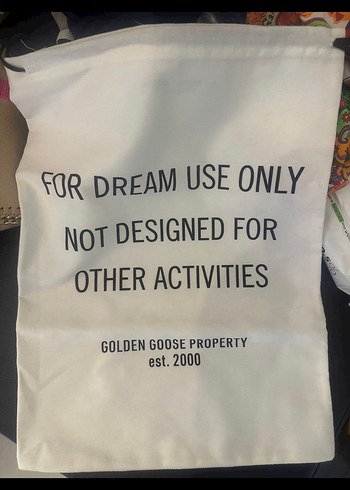 FOR DREAM USE ONLY
NOT DESIGNED FOR
OTHER ACTIVITIES
GOLDEN GOOSE PROPERTY
est. 2000